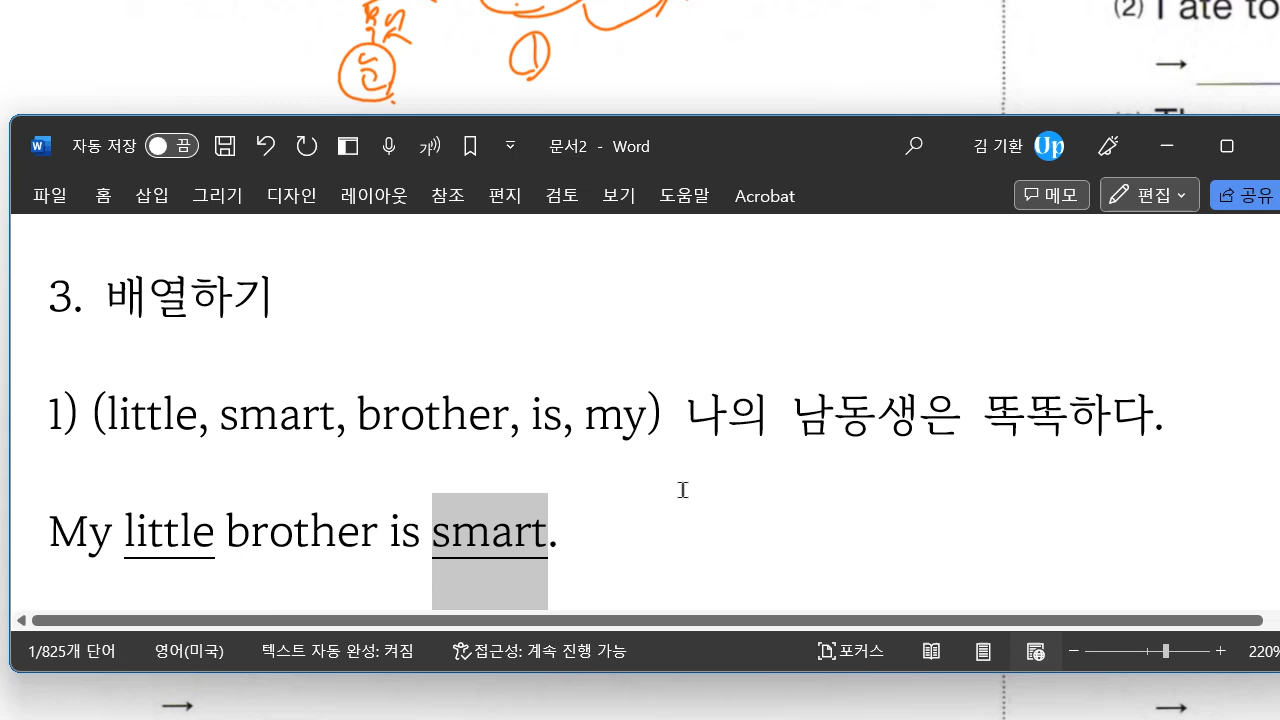 (2) I ate to
→
①
자동 저장 끔 문서2 - Word 김 기환 Up
파일 홈 삽입 그리기 디자인 레이아웃 참조 편지 검토 보기 도움말 Acrobat 메모 편집 공유
3. 배열하기
1) (little, smart, brother, is, my) 나의 남동생은 똑똑하다.
My little brother is smart.
1/825개 단어 영어(미국) 텍스트 자동 완성: 켜짐 접근성: 계속 진행 가능 포커스 220%
→ →